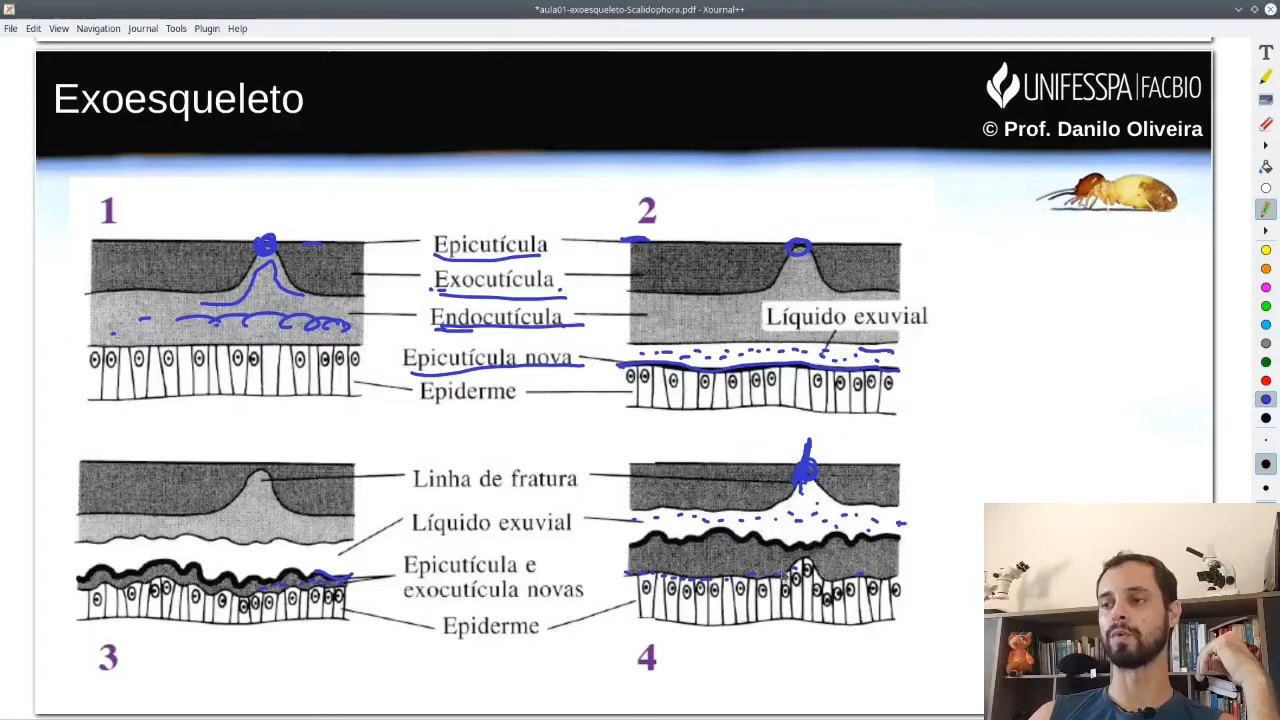 *aula01-exoesqueleto-Scalidophora.pdf - Xournal++
File Edit View Navigation Journal Tools Plugin Help
Exoesqueleto
UNIFESSPA | FACBIO
© Prof. Danilo Oliveira
1
2
Epicutícula
Exocutícula
Endocutícula
Líquido exuvial
Epicutícula nova
Epiderme
Linha de fratura
Líquido exuvial
Epicutícula e
exocutícula novas
Epiderme
3
4
T